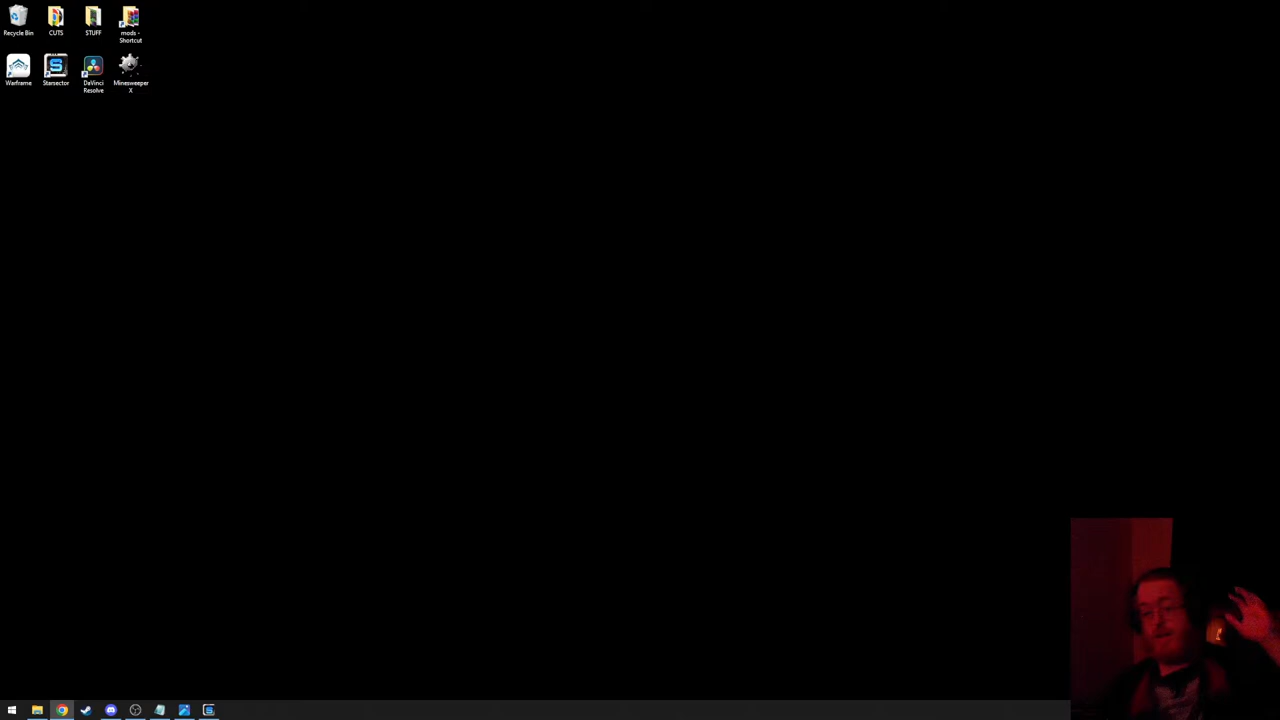 Recycle Bin
CUTS
STUFF
mods -
Shortcut
Warframe
Starsector
DaVinci
Resolve
Minesweeper
X